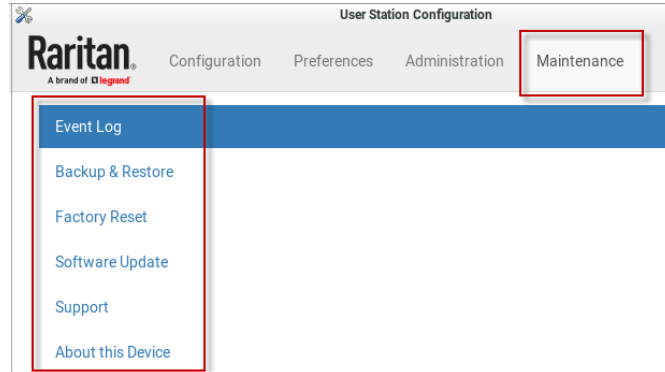 User Station Configuration
Raritan.
A brand of legrand
Configuration Preferences Administration Maintenance
Event Log
Backup & Restore
Factory Reset
Software Update
Support
About this Device